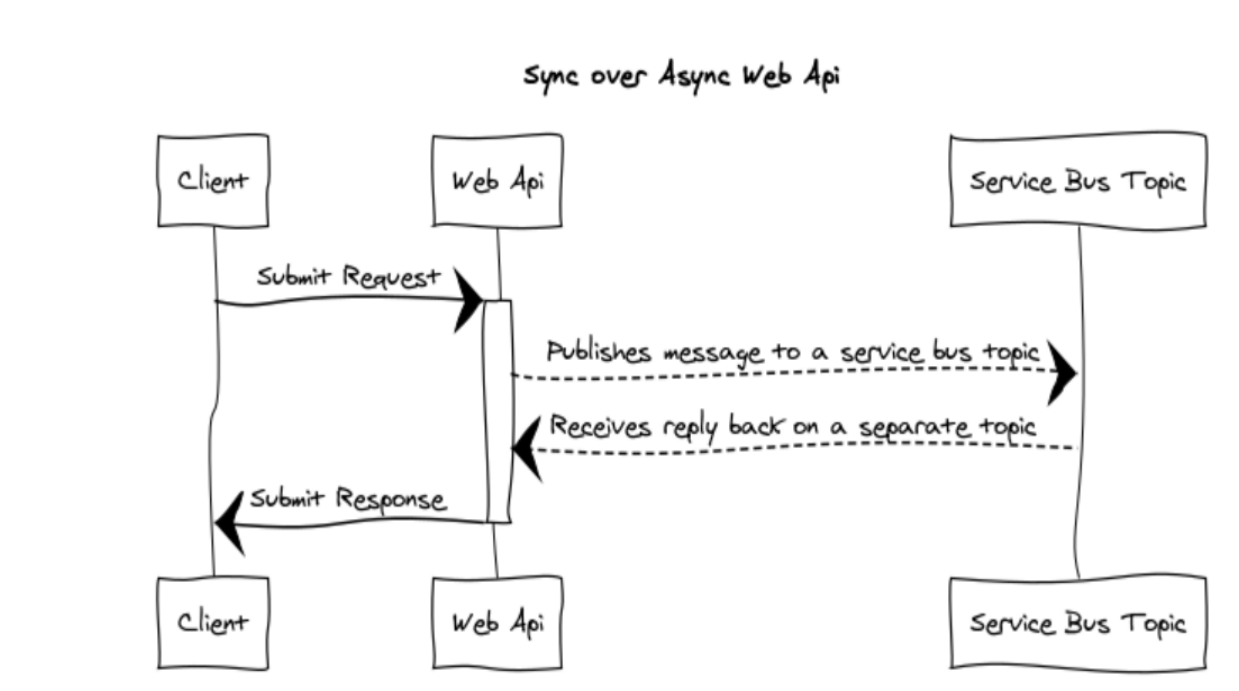 Sync over Async Web Api
Client
Web Api
Service Bus Topic
Submit Request
Publishes message to a service bus topic
Receives reply back on a separate topic
Submit Response
Client
Web Api
Service Bus Topic